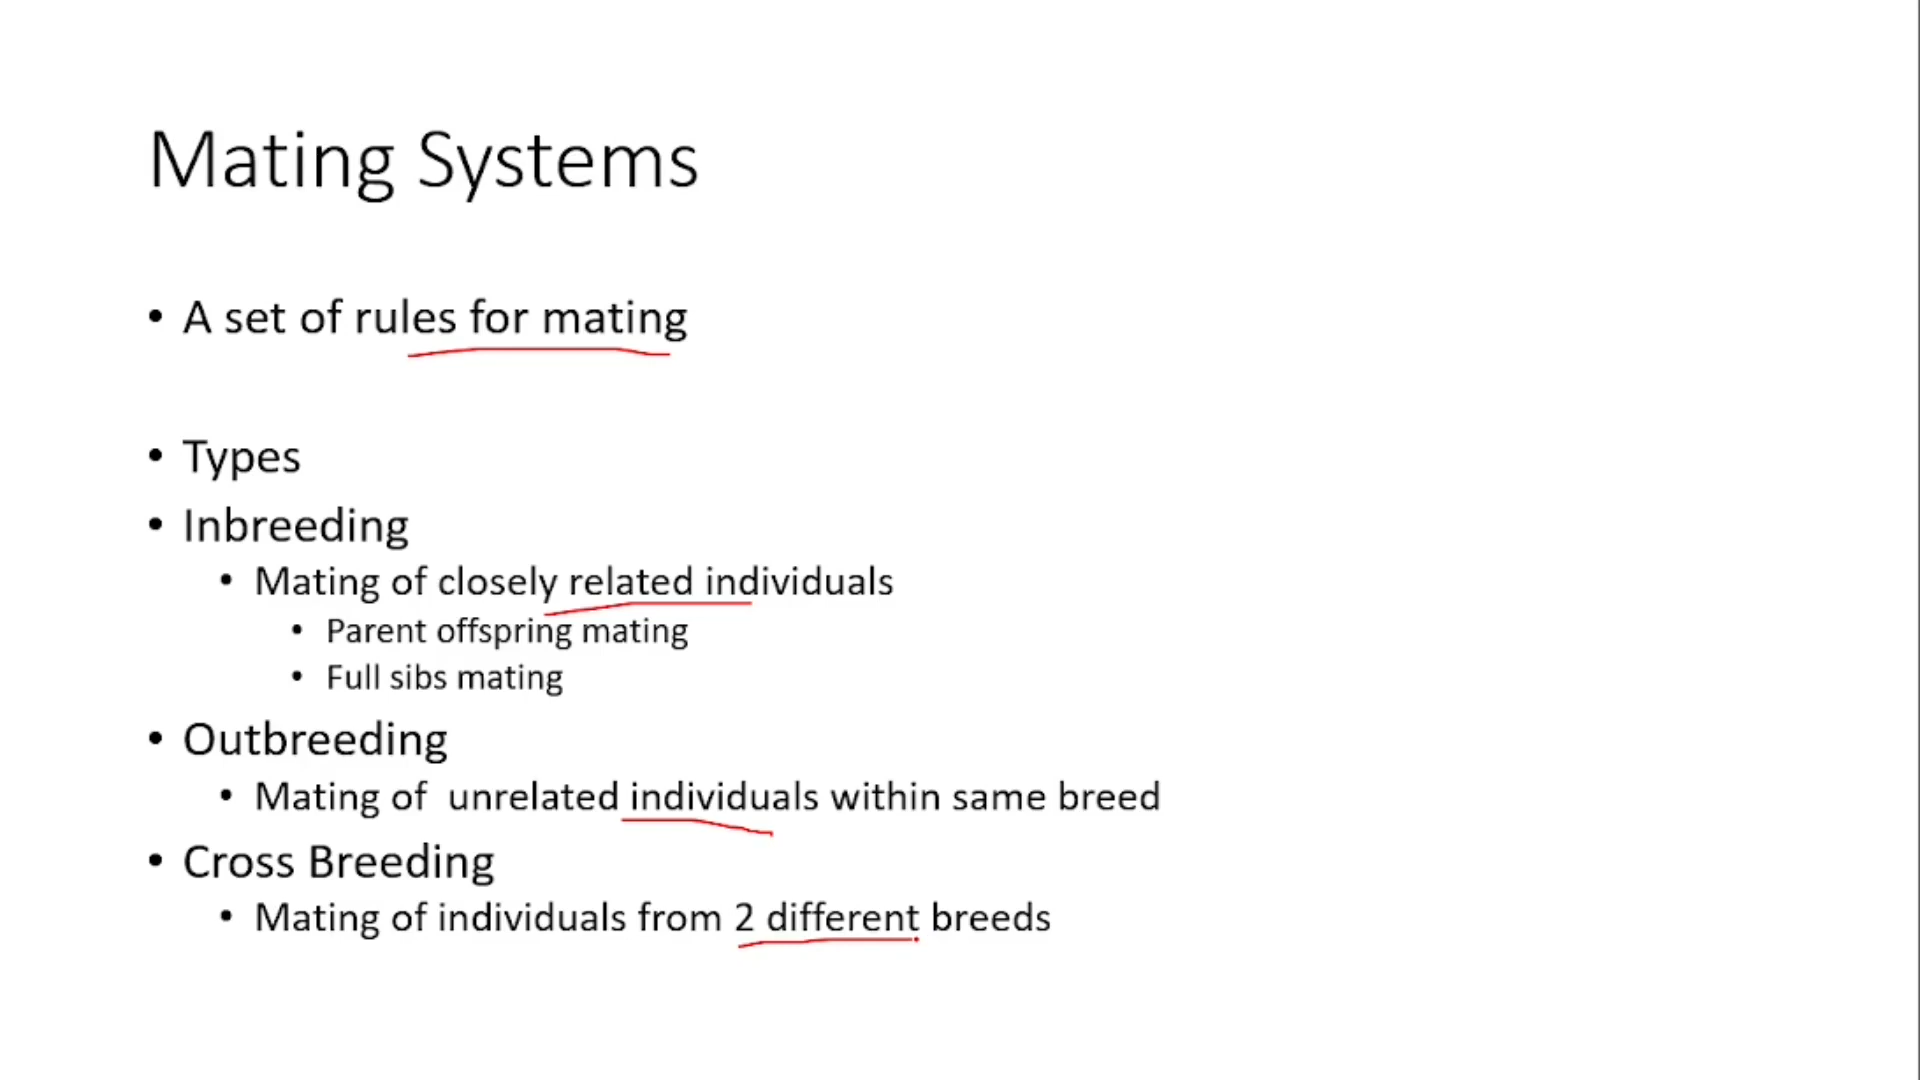 Mating Systems
• A set of rules for mating
• Types
• Inbreeding
• Mating of closely related individuals
• Parent offspring mating
• Full sibs mating
• Outbreeding
• Mating of  unrelated individuals within same breed
• Cross Breeding
• Mating of individuals from 2 different breeds